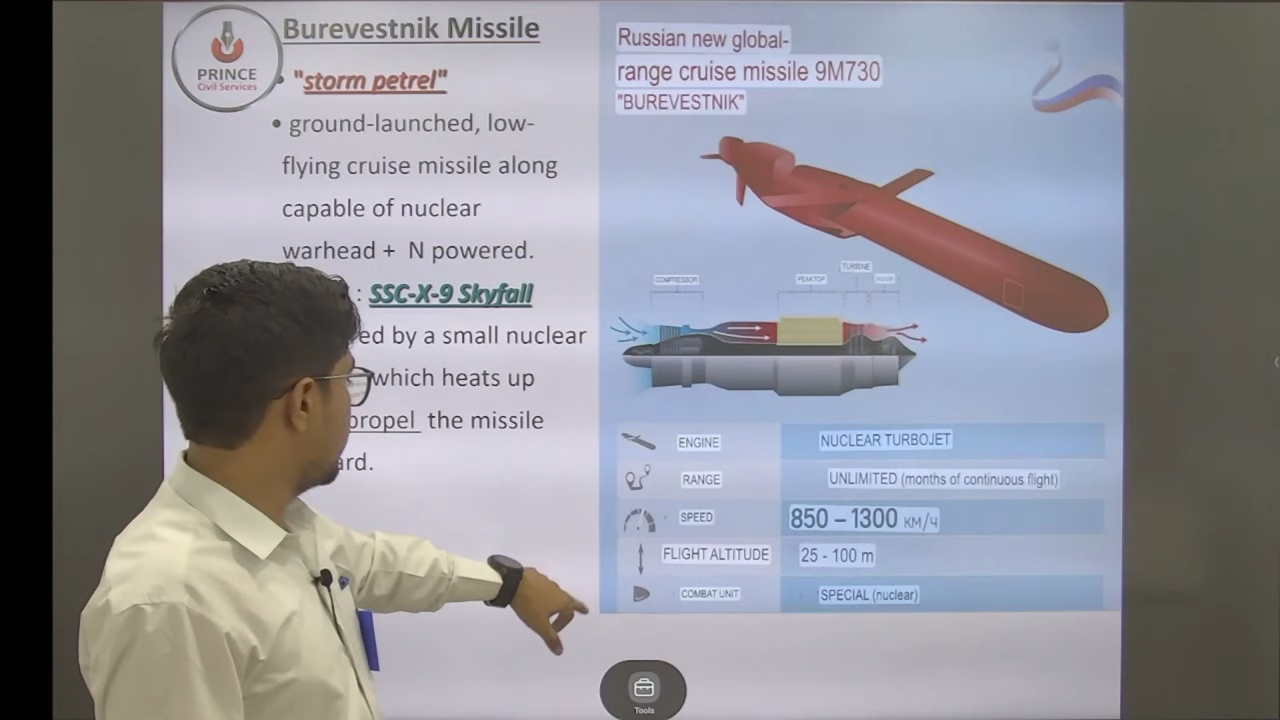 Burevestnik Missile
PRINCE
Civil Services
• "storm petrel"
• ground-launched, low-
flying cruise missile along
capable of nuclear
warhead + N powered.
: SSC-X-9 Skyfall
ed by a small nuclear
which heats up
propel the missile
ard.
Russian new global-
range cruise missile 9M730
"BUREVESTNIK"
COMPRESSOR
TURBINE
ENGINE NUCLEAR TURBOJET
RANGE UNLIMITED (months of continuous flight)
SPEED 850 – 1300 КМ/Ч
FLIGHT ALTITUDE 25 - 100 m
COMBAT UNIT SPECIAL (nuclear)
Tools